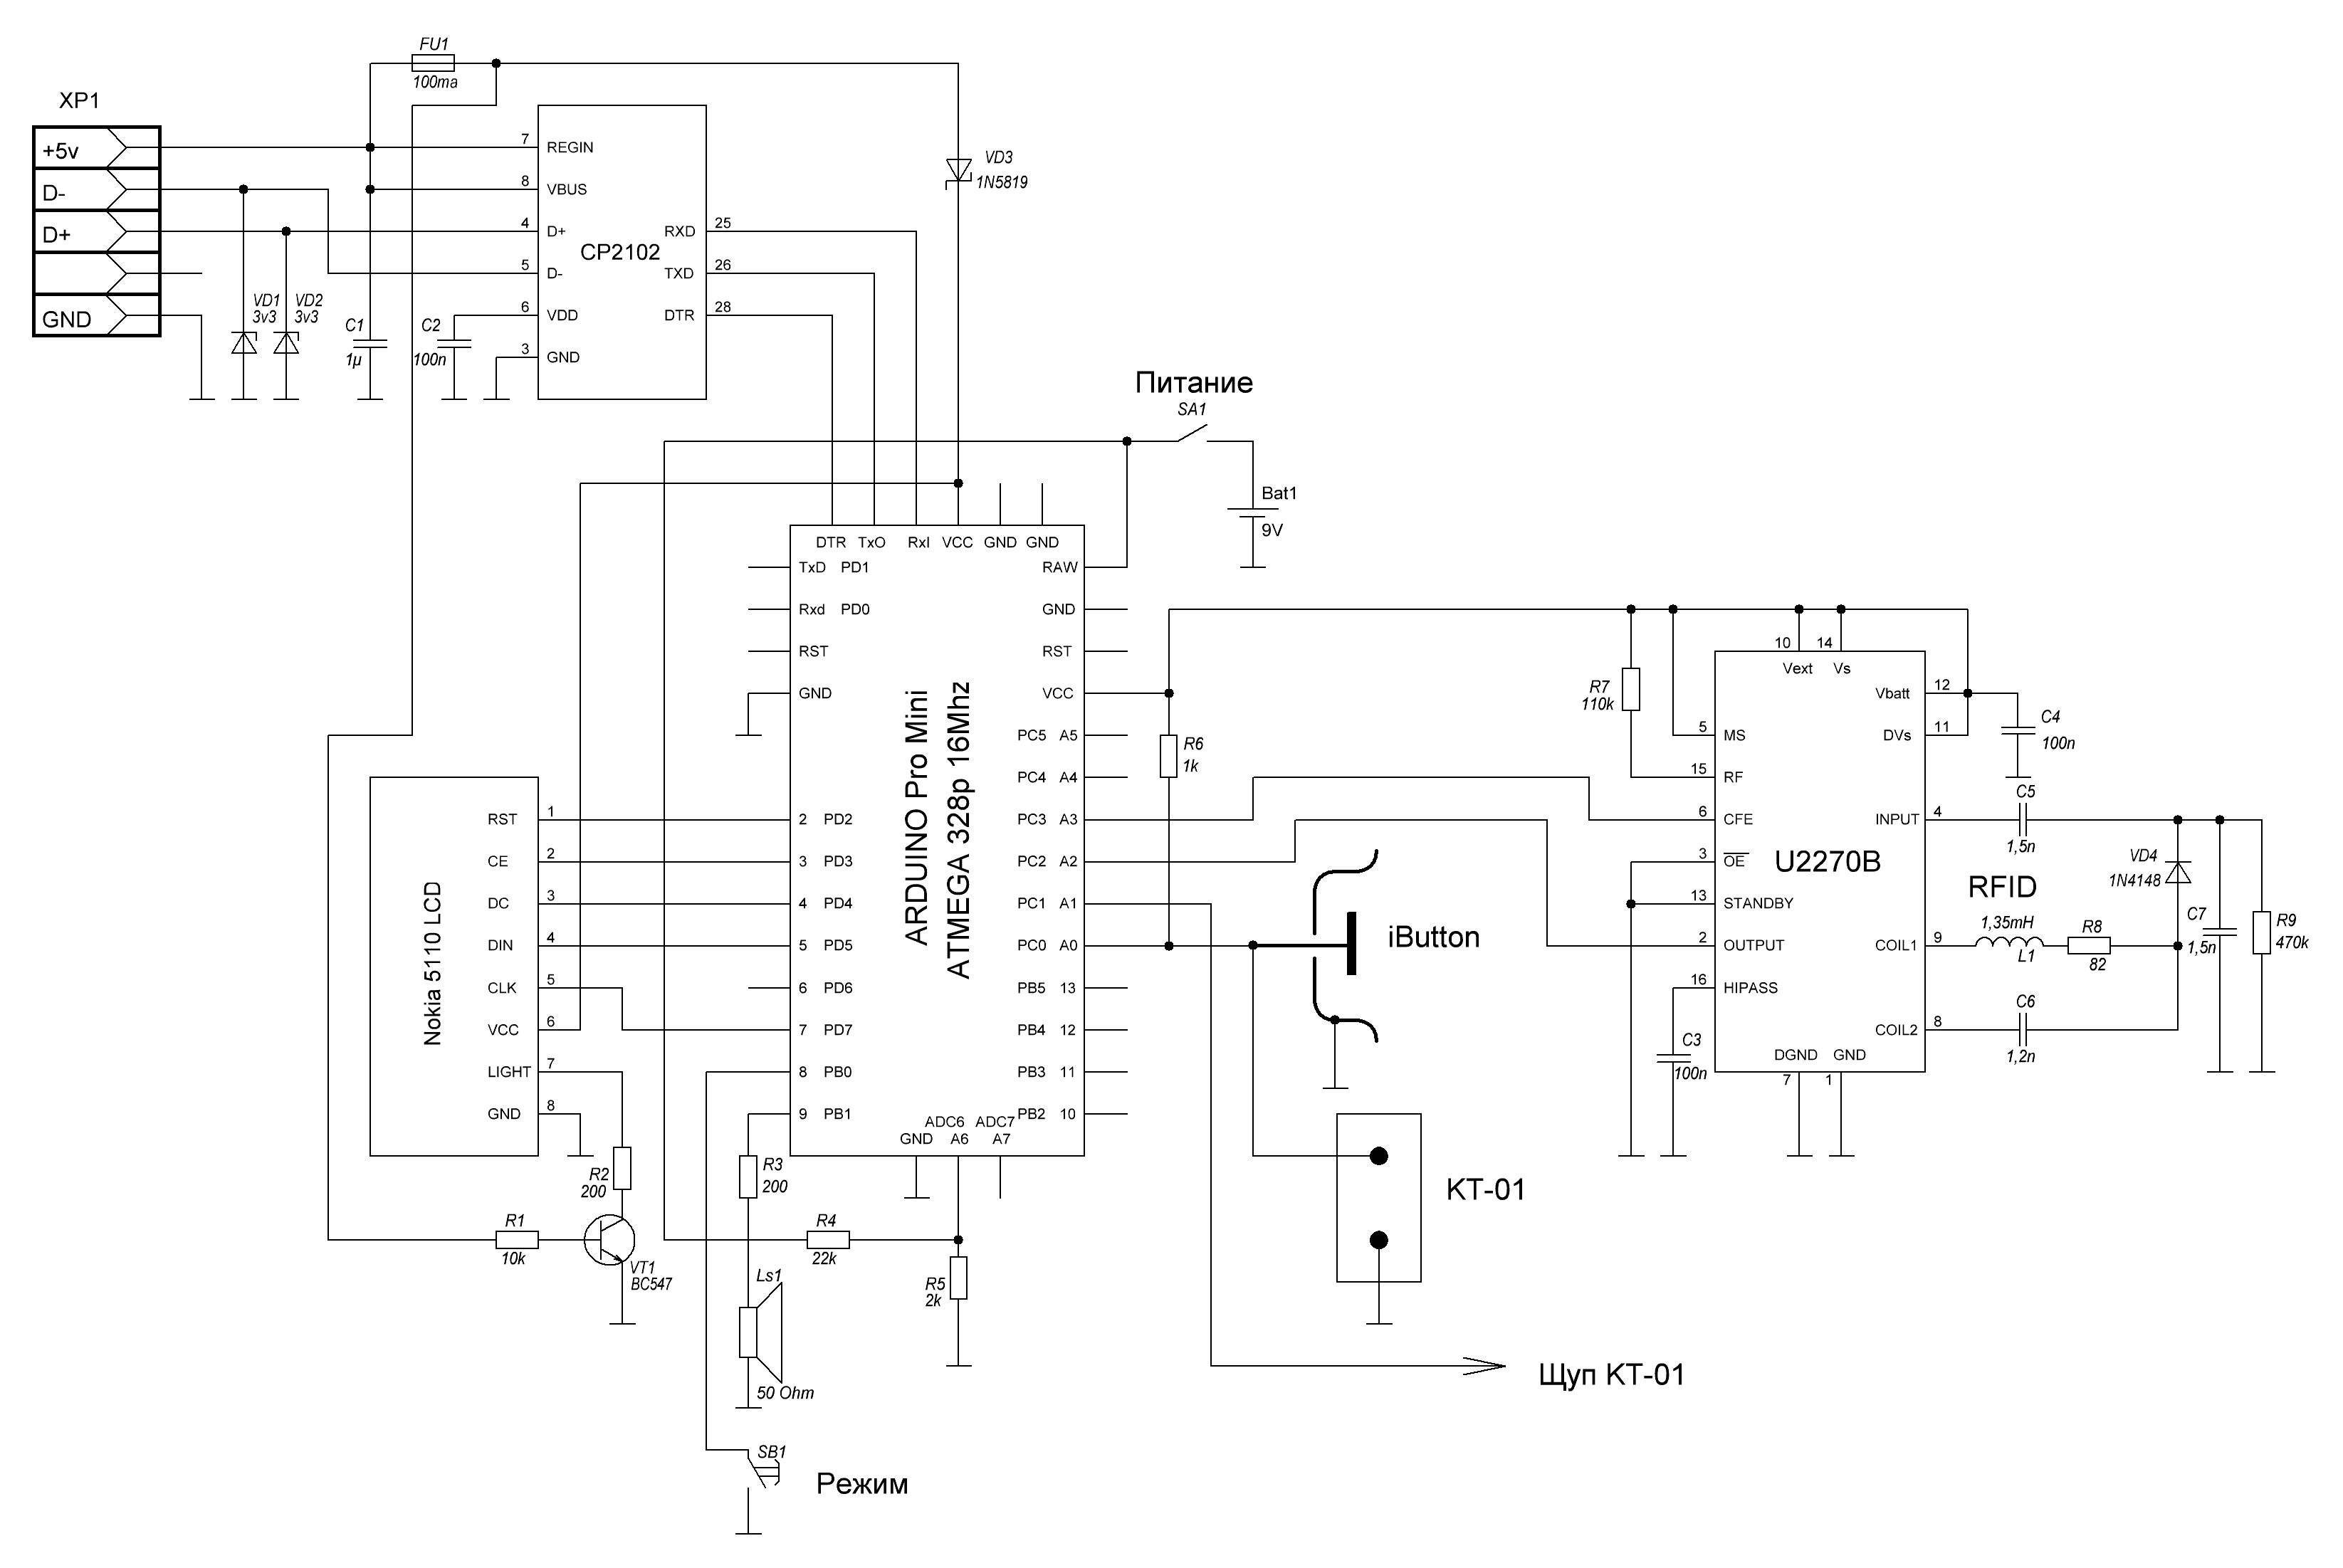 FU1
100ma
XP1
+5v
D-
D+
GND
7 REGIN
8 VBUS
4 D+
5 D-
6 VDD
3 GND
CP2102
RXD 25
TXD 26
DTR 28
VD1
3v3
VD2
3v3
C1
1µ
C2
100n
VD3
1N5819
Питание
SA1
Bat1
9V
DTR TxO RxI VCC GND GND
TxD PD1
Rxd PD0
RST
GND
2 PD2
3 PD3
4 PD4
5 PD5
6 PD6
7 PD7
8 PB0
9 PB1
ARDUINO Pro Mini
ATMEGA 328p 16Mhz
RAW
GND
RST
VCC
PC5 A5
PC4 A4
PC3 A3
PC2 A2
PC1 A1
PC0 A0
PB5 13
PB4 12
PB3 11
PB2 10
ADC6 ADC7
GND A6 A7
Nokia 5110 LCD
RST 1
CE 2
DC 3
DIN 4
CLK 5
VCC 6
LIGHT 7
GND 8
R2
200
R1
10k
VT1
BC547
R3
200
R4
22k
R5
2k
Ls1
50 Ohm
SB1
Режим
R6
1k
iButton
KT-01
Щуп KT-01
R7
110k
10 14
Vext Vs
5 MS
15 RF
6 CFE
3 OE
13 STANDBY
2 OUTPUT
16 HIPASS
U2270B
Vbatt 12
DVs 11
INPUT 4
COIL1 9
COIL2 8
DGND GND
7 1
C3
100n
C4
100n
C5
1,5n
VD4
1N4148
RFID
1,35mH
L1
R8
82
C6
1,2n
C7
1,5n
R9
470k